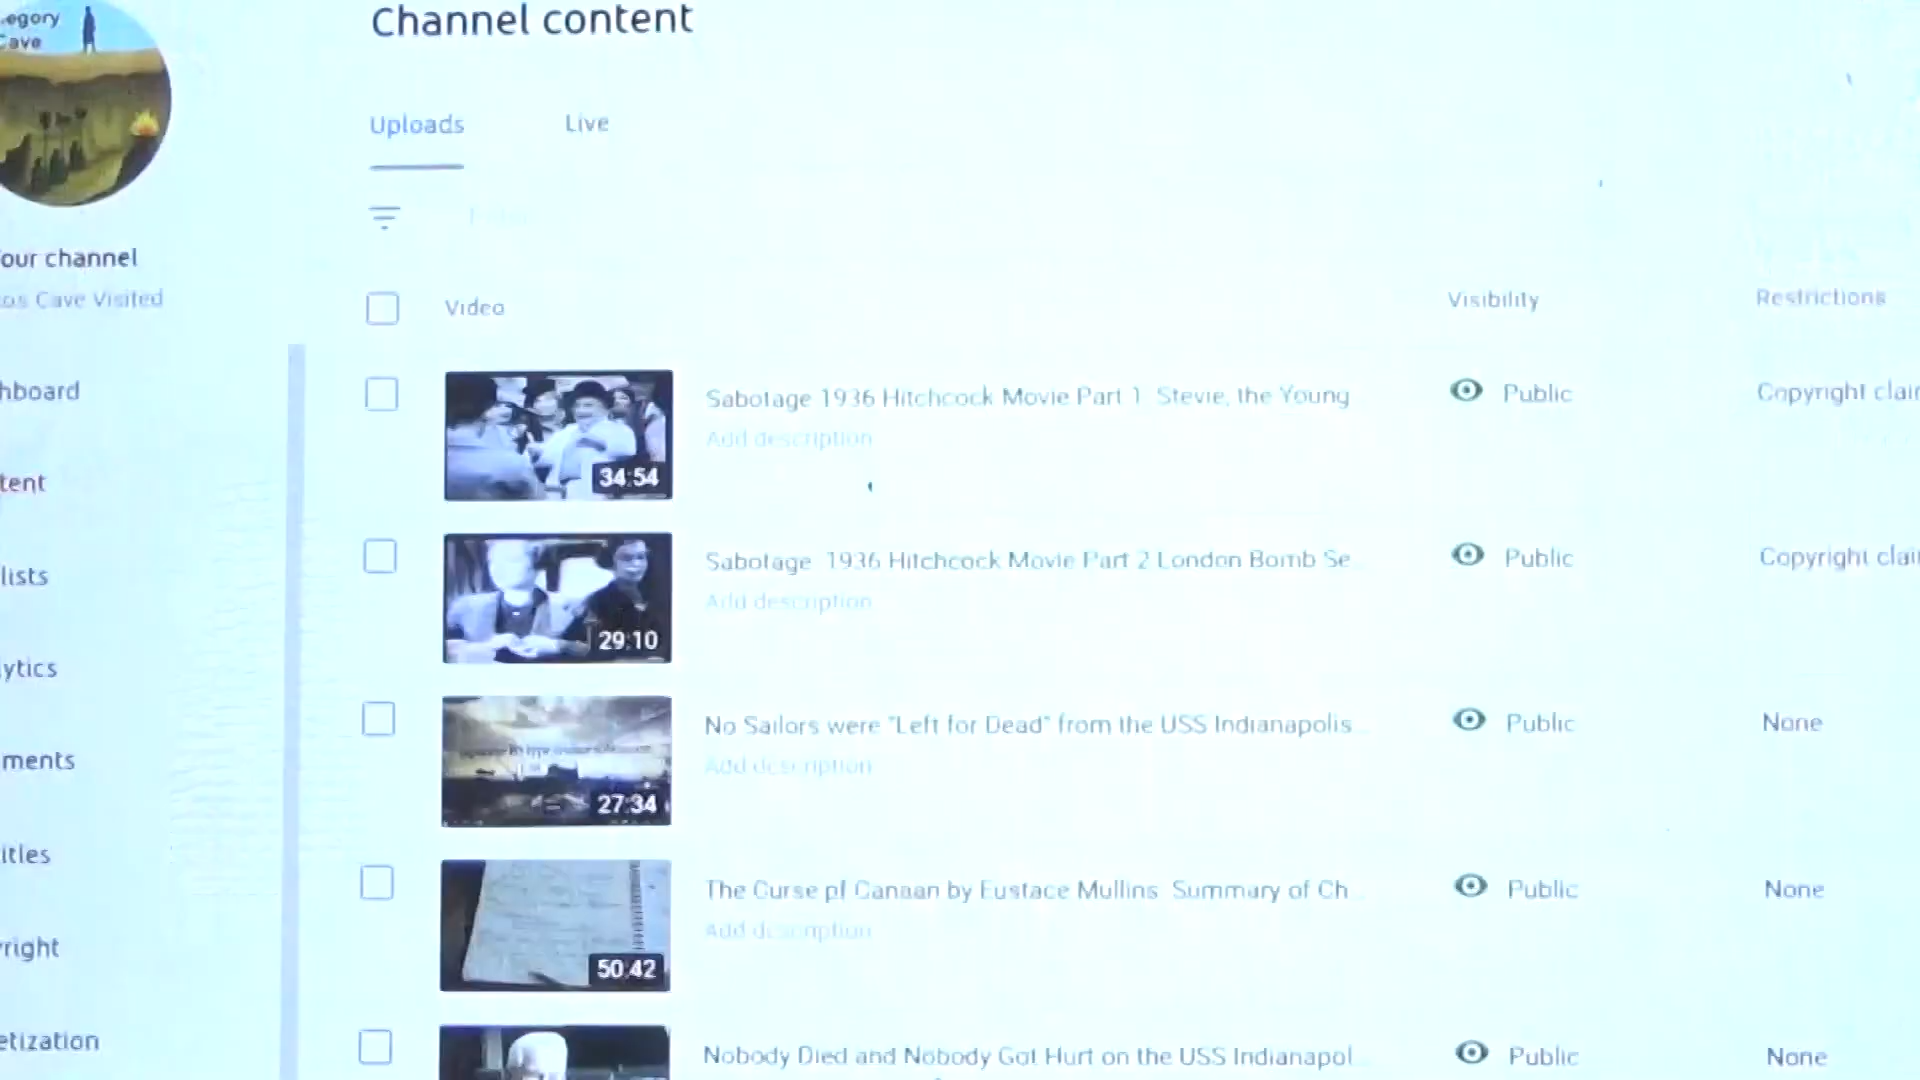 egory
Cave
Channel content
Uploads
Live
our channel
os Cave Visited
Video
Visibility
Restrictions
hboard
Sabotage 1936 Hitchcock Movie Part 1 Stevie, the Young
Public
Copyright clai
Add description
34:54
tent
Sabotage 1936 Hitchcock Movie Part 2 London Bomb Se...
Public
Copyright clai
lists
Add description
29:10
ytics
No Sailors were "Left for Dead" from the USS Indianapolis...
Public
None
ments
Add description
27:34
itles
The Curse pf Canaan by Eustace Mullins Summary of Ch...
Public
None
Add description
right
50:42
etization
Nobody Died and Nobody Got Hurt on the USS Indianapol...
Public
None